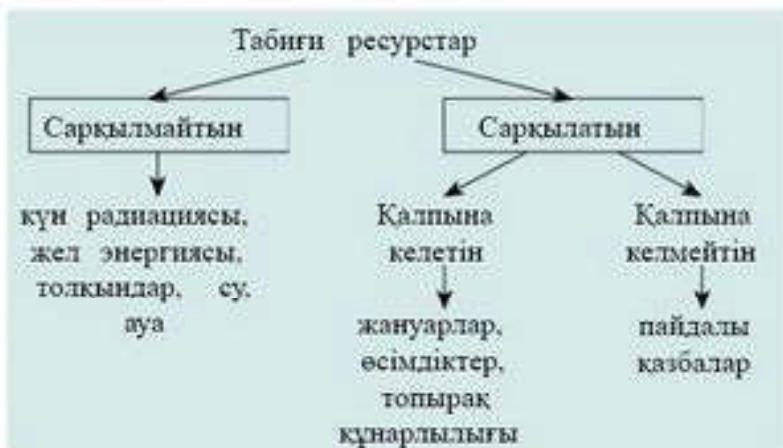 Табиғи ресурстар
Сарқылмайтын
Сарқылатын
күн радиациясы,
жел энергиясы,
толқындар, су,
ауа
Қалпына
келетін
жануарлар,
өсімдіктер,
топырақ
құнарлылығы
Қалпына
келмейтін
пайдалы
қазбалар